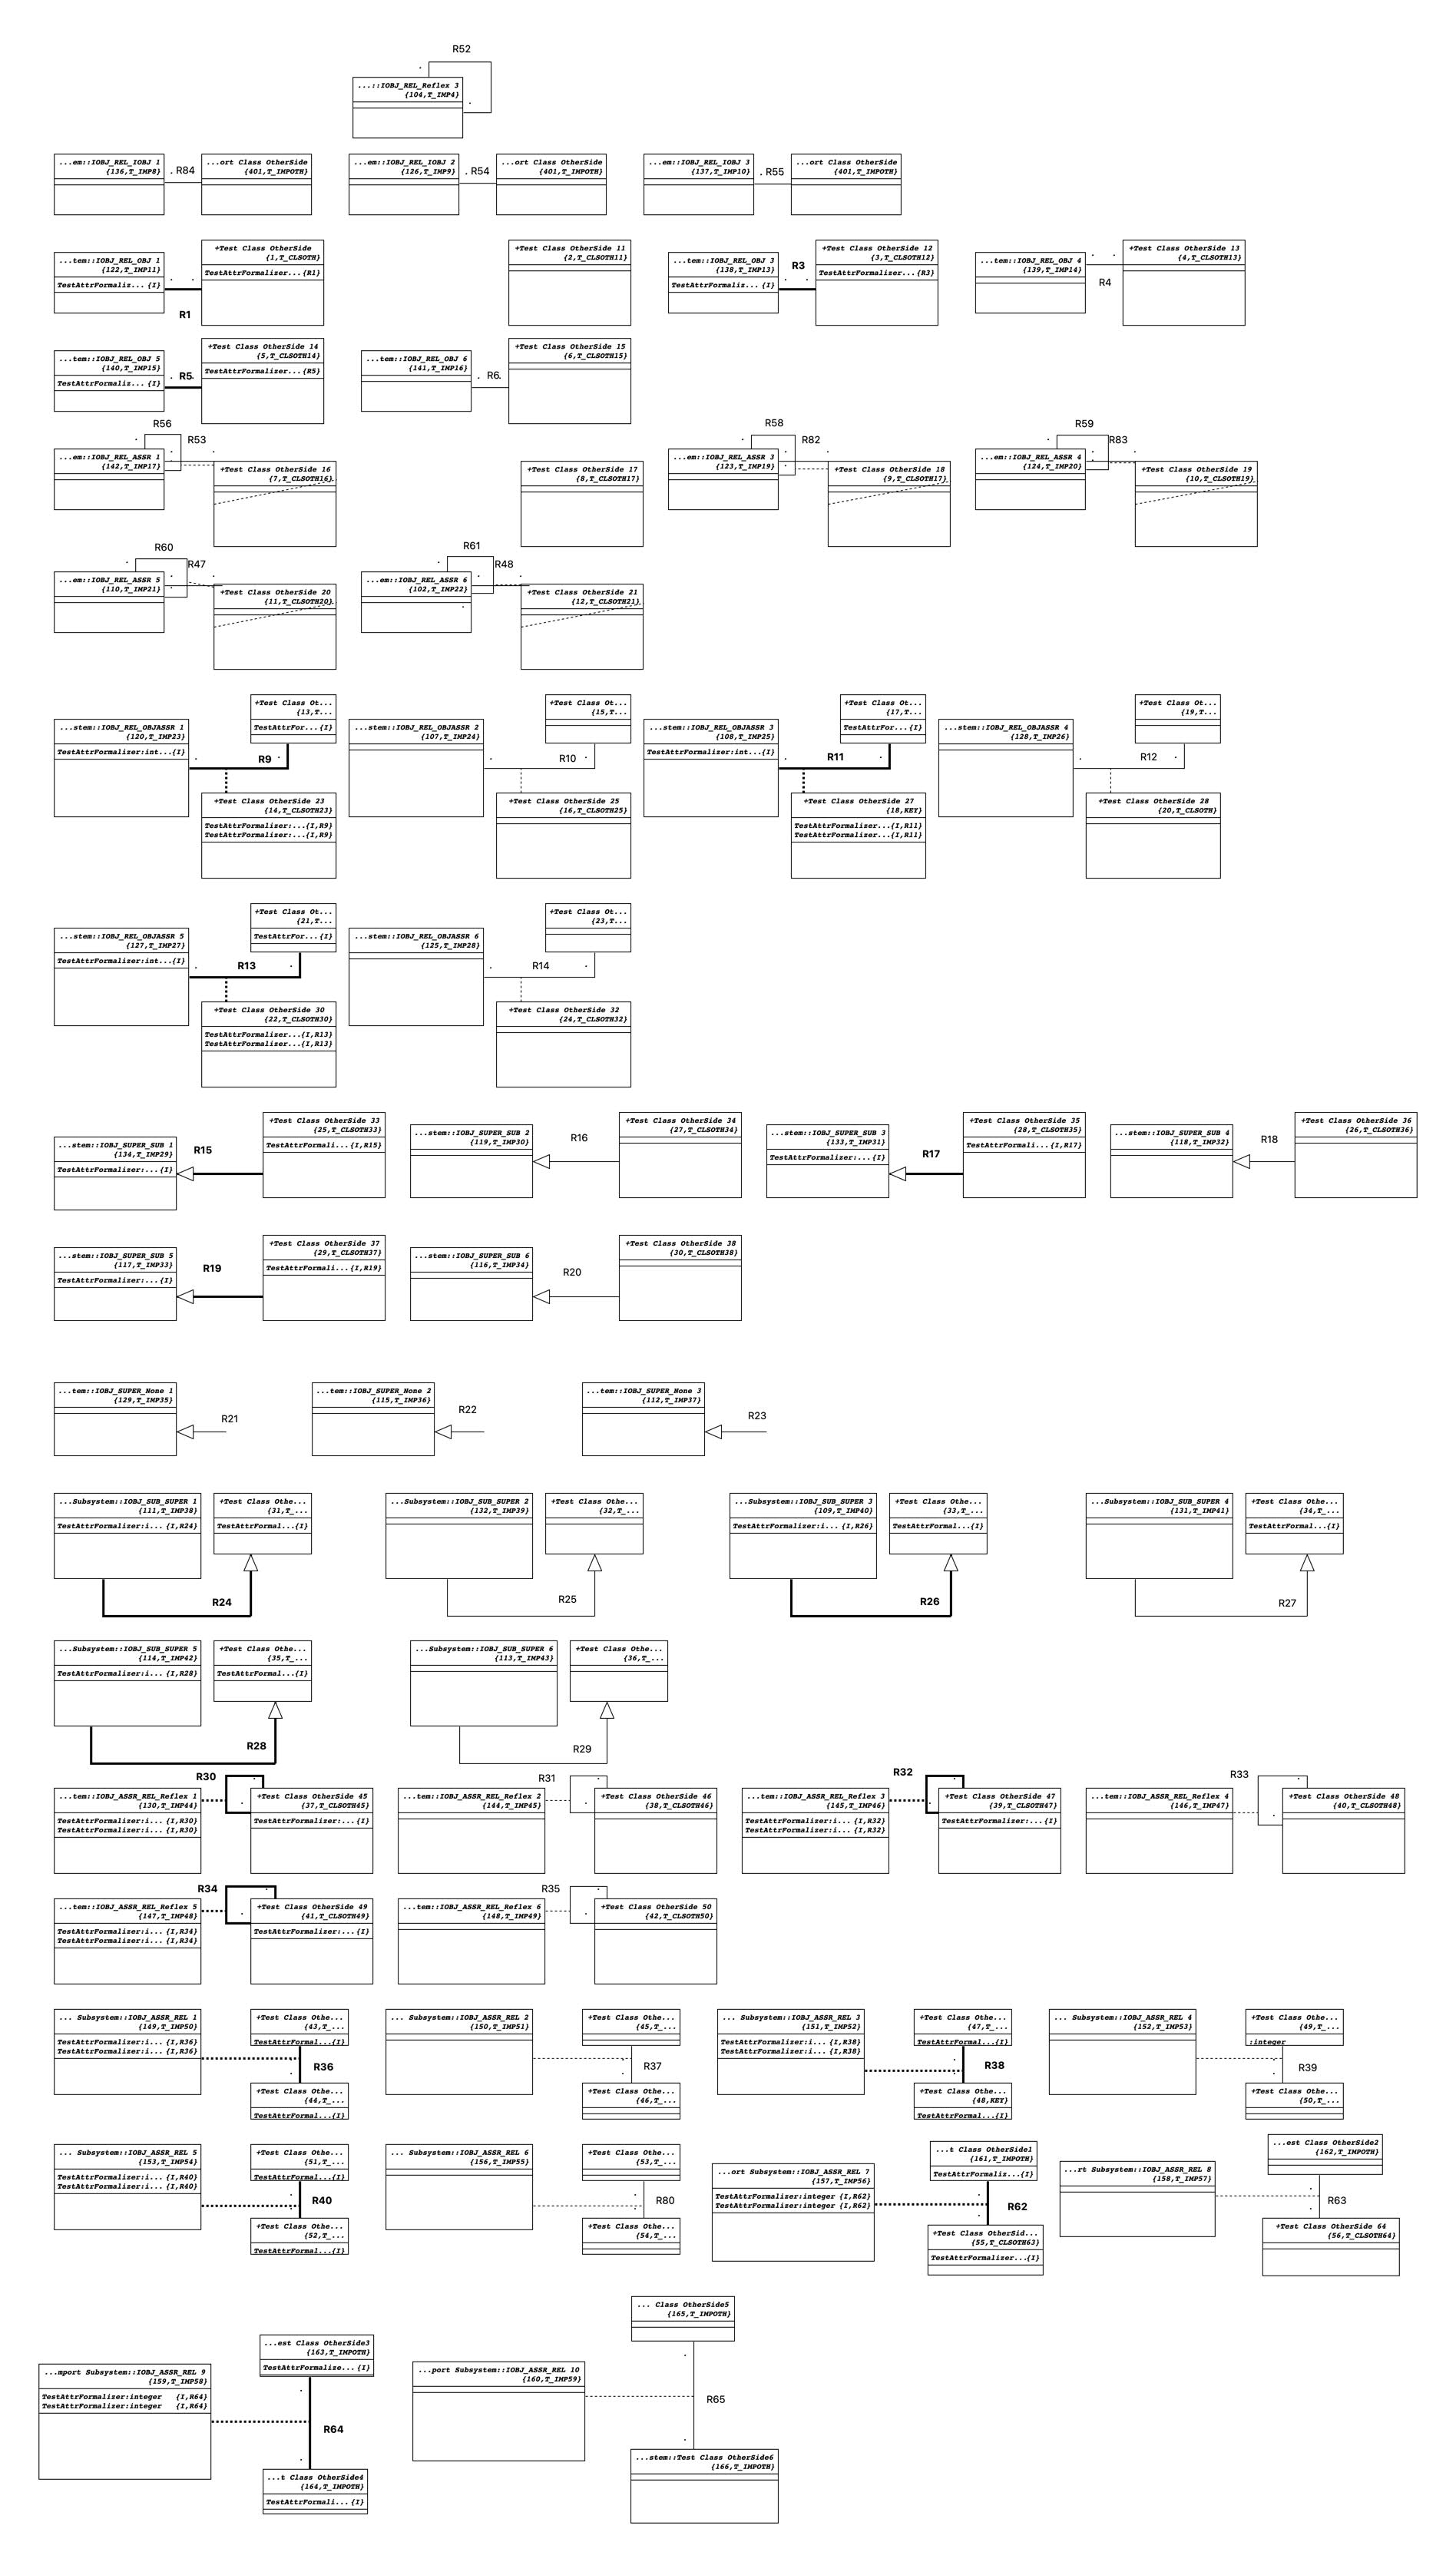 R52
...::IOBJ_REL_Reflex 3
{104,T_IMP4}
...em::IOBJ_REL_IOBJ 1
{136,T_IMP8}
R84
...ort Class OtherSide
{401,T_IMPOTH}
...em::IOBJ_REL_IOBJ 2
{126,T_IMP9}
R54
...ort Class OtherSide
{401,T_IMPOTH}
...em::IOBJ_REL_IOBJ 3
{137,T_IMP10}
R55
...ort Class OtherSide
{401,T_IMPOTH}
...tem::IOBJ_REL_OBJ 1
{122,T_IMP11}
TestAttrFormaliz... {I}
R1
+Test Class OtherSide
{1,T_CLSOTH}
TestAttrFormalizer... {R1}
+Test Class OtherSide 11
{2,T_CLSOTH11}
...tem::IOBJ_REL_OBJ 3
{138,T_IMP13}
TestAttrFormaliz... {I}
R3
+Test Class OtherSide 12
{3,T_CLSOTH12}
TestAttrFormalizer...{R3}
...tem::IOBJ_REL_OBJ 4
{139,T_IMP14}
R4
+Test Class OtherSide 13
{4,T_CLSOTH13}
...tem::IOBJ_REL_OBJ 5
{140,T_IMP15}
TestAttrFormaliz... {I}
R5
+Test Class OtherSide 14
{5,T_CLSOTH14}
TestAttrFormalizer...{R5}
...tem::IOBJ_REL_OBJ 6
{141,T_IMP16}
R6
+Test Class OtherSide 15
{6,T_CLSOTH15}
R56
R53
...em::IOBJ_REL_ASSR 1
{142,T_IMP17}
+Test Class OtherSide 16
{7,T_CLSOTH16}
+Test Class OtherSide 17
{8,T_CLSOTH17}
R58
R82
...em::IOBJ_REL_ASSR 3
{123,T_IMP19}
+Test Class OtherSide 18
{9,T_CLSOTH17}
R59
R83
...em::IOBJ_REL_ASSR 4
{124,T_IMP20}
+Test Class OtherSide 19
{10,T_CLSOTH19}
R60
R47
...em::IOBJ_REL_ASSR 5
{110,T_IMP21}
+Test Class OtherSide 20
{11,T_CLSOTH20}
R61
R48
...em::IOBJ_REL_ASSR 6
{102,T_IMP22}
+Test Class OtherSide 21
{12,T_CLSOTH21}
...stem::IOBJ_REL_OBJASSR 1
{120,T_IMP23}
TestAttrFormalizer:int...{I}
+Test Class Ot...
{13,T...
TestAttrFor...{I}
R9
+Test Class OtherSide 23
{14,T_CLSOTH23}
TestAttrFormalizer:...{I,R9}
TestAttrFormalizer:...{I,R9}
...stem::IOBJ_REL_OBJASSR 2
{107,T_IMP24}
+Test Class Ot...
{15,T...
R10
+Test Class OtherSide 25
{16,T_CLSOTH25}
...stem::IOBJ_REL_OBJASSR 3
{108,T_IMP25}
TestAttrFormalizer:int...{I}
+Test Class Ot...
{17,T...
TestAttrFor...{I}
R11
+Test Class OtherSide 27
{18,KEY}
TestAttrFormalizer...{I,R11}
TestAttrFormalizer...{I,R11}
...stem::IOBJ_REL_OBJASSR 4
{128,T_IMP26}
+Test Class Ot...
{19,T...
R12
+Test Class OtherSide 28
{20,T_CLSOTH}
...stem::IOBJ_REL_OBJASSR 5
{127,T_IMP27}
TestAttrFormalizer:int...{I}
+Test Class Ot...
{21,T...
TestAttrFor...{I}
R13
+Test Class OtherSide 30
{22,T_CLSOTH30}
TestAttrFormalizer...{I,R13}
TestAttrFormalizer...{I,R13}
...stem::IOBJ_REL_OBJASSR 6
{125,T_IMP28}
+Test Class Ot...
{23,T...
R14
+Test Class OtherSide 32
{24,T_CLSOTH32}
...stem::IOBJ_SUPER_SUB 1
{134,T_IMP29}
TestAttrFormalizer:...{I}
R15
+Test Class OtherSide 33
{25,T_CLSOTH33}
TestAttrFormali...{I,R15}
...stem::IOBJ_SUPER_SUB 2
{119,T_IMP30}
R16
+Test Class OtherSide 34
{27,T_CLSOTH34}
...stem::IOBJ_SUPER_SUB 3
{133,T_IMP31}
TestAttrFormalizer:...{I}
R17
+Test Class OtherSide 35
{28,T_CLSOTH35}
TestAttrFormali...{I,R17}
...stem::IOBJ_SUPER_SUB 4
{118,T_IMP32}
R18
+Test Class OtherSide 36
{26,T_CLSOTH36}
...stem::IOBJ_SUPER_SUB 5
{117,T_IMP33}
TestAttrFormalizer:...{I}
R19
+Test Class OtherSide 37
{29,T_CLSOTH37}
TestAttrFormali...{I,R19}
...stem::IOBJ_SUPER_SUB 6
{116,T_IMP34}
R20
+Test Class OtherSide 38
{30,T_CLSOTH38}
...tem::IOBJ_SUPER_None 1
{129,T_IMP35}
R21
...tem::IOBJ_SUPER_None 2
{115,T_IMP36}
R22
...tem::IOBJ_SUPER_None 3
{112,T_IMP37}
R23
...Subsystem::IOBJ_SUB_SUPER 1
{111,T_IMP38}
TestAttrFormalizer:i... {I,R24}
+Test Class Othe...
{31,T_...
TestAttrFormal...{I}
R24
...Subsystem::IOBJ_SUB_SUPER 2
{132,T_IMP39}
+Test Class Othe...
{32,T_...
R25
...Subsystem::IOBJ_SUB_SUPER 3
{109,T_IMP40}
TestAttrFormalizer:i... {I,R26}
+Test Class Othe...
{33,T_...
TestAttrFormal...{I}
R26
...Subsystem::IOBJ_SUB_SUPER 4
{131,T_IMP41}
+Test Class Othe...
{34,T_...
TestAttrFormal...{I}
R27
...Subsystem::IOBJ_SUB_SUPER 5
{114,T_IMP42}
TestAttrFormalizer:i... {I,R28}
+Test Class Othe...
{35,T_...
TestAttrFormal...{I}
R28
...Subsystem::IOBJ_SUB_SUPER 6
{113,T_IMP43}
+Test Class Othe...
{36,T_...
R29
...tem::IOBJ_ASSR_REL_Reflex 1
{130,T_IMP44}
TestAttrFormalizer:i... {I,R30}
TestAttrFormalizer:i... {I,R30}
R30
+Test Class OtherSide 45
{37,T_CLSOTH45}
TestAttrFormalizer:...{I}
...tem::IOBJ_ASSR_REL_Reflex 2
{144,T_IMP45}
R31
+Test Class OtherSide 46
{38,T_CLSOTH46}
...tem::IOBJ_ASSR_REL_Reflex 3
{145,T_IMP46}
TestAttrFormalizer:i... {I,R32}
TestAttrFormalizer:i... {I,R32}
R32
+Test Class OtherSide 47
{39,T_CLSOTH47}
TestAttrFormalizer:...{I}
...tem::IOBJ_ASSR_REL_Reflex 4
{146,T_IMP47}
R33
+Test Class OtherSide 48
{40,T_CLSOTH48}
...tem::IOBJ_ASSR_REL_Reflex 5
{147,T_IMP48}
TestAttrFormalizer:i... {I,R34}
TestAttrFormalizer:i... {I,R34}
R34
+Test Class OtherSide 49
{41,T_CLSOTH49}
TestAttrFormalizer:...{I}
...tem::IOBJ_ASSR_REL_Reflex 6
{148,T_IMP49}
R35
+Test Class OtherSide 50
{42,T_CLSOTH50}
... Subsystem::IOBJ_ASSR_REL 1
{149,T_IMP50}
TestAttrFormalizer:i... {I,R36}
TestAttrFormalizer:i... {I,R36}
+Test Class Othe...
{43,T_...
TestAttrFormal...{I}
R36
+Test Class Othe...
{44,T_...
TestAttrFormal...{I}
... Subsystem::IOBJ_ASSR_REL 2
{150,T_IMP51}
+Test Class Othe...
{45,T_...
R37
+Test Class Othe...
{46,T_...
... Subsystem::IOBJ_ASSR_REL 3
{151,T_IMP52}
TestAttrFormalizer:i... {I,R38}
TestAttrFormalizer:i... {I,R38}
+Test Class Othe...
{47,T_...
TestAttrFormal...{I}
R38
+Test Class Othe...
{48,KEY}
TestAttrFormal...{I}
... Subsystem::IOBJ_ASSR_REL 4
{152,T_IMP53}
+Test Class Othe...
{49,T_...
:integer
R39
+Test Class Othe...
{50,T_...
... Subsystem::IOBJ_ASSR_REL 5
{153,T_IMP54}
TestAttrFormalizer:i... {I,R40}
TestAttrFormalizer:i... {I,R40}
+Test Class Othe...
{51,T_...
TestAttrFormal...{I}
R40
+Test Class Othe...
{52,T_...
TestAttrFormal...{I}
... Subsystem::IOBJ_ASSR_REL 6
{156,T_IMP55}
+Test Class Othe...
{53,T_...
R80
+Test Class Othe...
{54,T_...
...ort Subsystem::IOBJ_ASSR_REL 7
{157,T_IMP56}
TestAttrFormalizer:integer {I,R62}
TestAttrFormalizer:integer {I,R62}
...t Class OtherSide1
{161,T_IMPOTH}
TestAttrFormaliz...{I}
R62
+Test Class OtherSid...
{55,T_CLSOTH63}
TestAttrFormalizer...{I}
...rt Subsystem::IOBJ_ASSR_REL 8
{158,T_IMP57}
...est Class OtherSide2
{162,T_IMPOTH}
R63
+Test Class OtherSide 64
{56,T_CLSOTH64}
...mport Subsystem::IOBJ_ASSR_REL 9
{159,T_IMP58}
TestAttrFormalizer:integer {I,R64}
TestAttrFormalizer:integer {I,R64}
...est Class OtherSide3
{163,T_IMPOTH}
TestAttrFormalize... {I}
R64
...t Class OtherSide4
{164,T_IMPOTH}
TestAttrFormali... {I}
...port Subsystem::IOBJ_ASSR_REL 10
{160,T_IMP59}
... Class OtherSide5
{165,T_IMPOTH}
R65
...stem::Test Class OtherSide6
{166,T_IMPOTH}